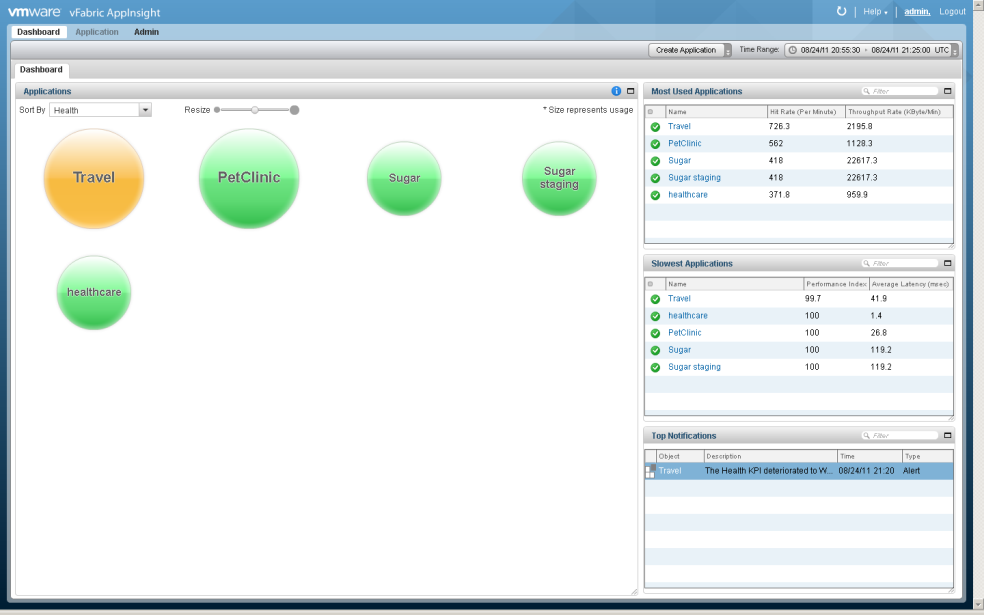 vmware vFabric AppInsight
Help admin. Logout
Dashboard Application Admin
Create Application Time Range: 08/24/11 20:55:30 - 08/24/11 21:25:00 UTC
Dashboard
Applications
Sort By Health Resize * Size represents usage
Travel
PetClinic
Sugar
Sugar
staging
healthcare
Most Used Applications Filter
Name Hit Rate (Per Minute) Throughput Rate (KByte/Min)
Travel 726.3 2195.8
PetClinic 562 1128.3
Sugar 418 22617.3
Sugar staging 418 22617.3
healthcare 371.8 959.9
Slowest Applications Filter
Name Performance Index Average Latency (msec)
Travel 99.7 41.9
healthcare 100 1.4
PetClinic 100 26.8
Sugar 100 119.2
Sugar staging 100 119.2
Top Notifications Filter
Object Description Time Type
Travel The Health KPI deteriorated to W... 08/24/11 21:20 Alert